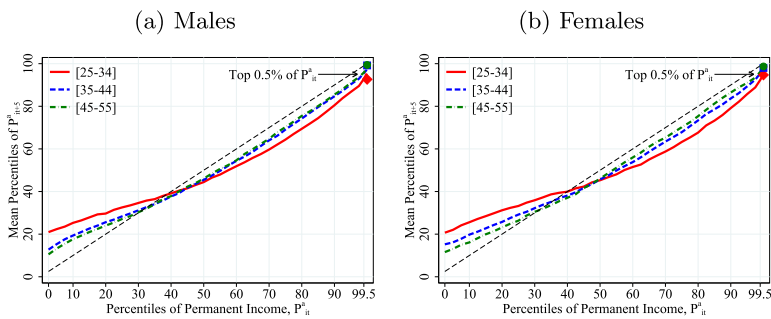 (a) Males
(b) Females
Mean Percentiles of P^a_it+5
100
80
60
40
20
0
[25-34]
[35-44]
[45-55]
Top 0.5% of P^a_it
0 10 20 30 40 50 60 70 80 90 99.5
Percentiles of Permanent Income, P^a_it
Mean Percentiles of P^a_it+5
100
80
60
40
20
0
[25-34]
[35-44]
[45-55]
Top 0.5% of P^a_it
0 10 20 30 40 50 60 70 80 90 99.5
Percentiles of Permanent Income, P^a_it